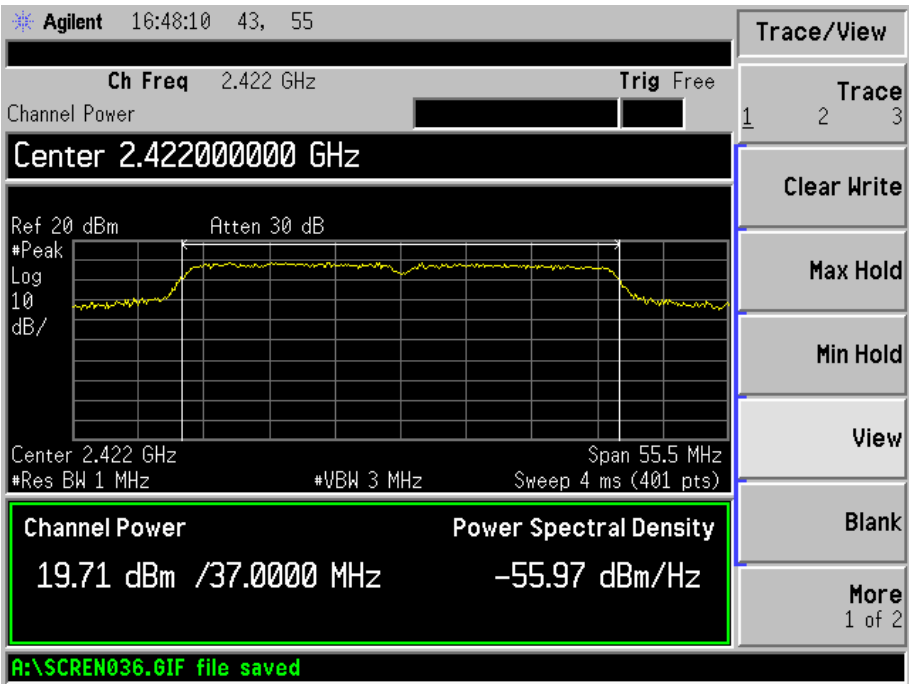 Agilent 16:48:10 43, 55
Ch Freq 2.422 GHz Trig Free
Channel Power
Center 2.422000000 GHz
Ref 20 dBm Atten 30 dB
#Peak
Log
10
dB/
Center 2.422 GHz Span 55.5 MHz
#Res BW 1 MHz #VBW 3 MHz Sweep 4 ms (401 pts)
Channel Power Power Spectral Density
19.71 dBm /37.0000 MHz -55.97 dBm/Hz
A:\SCREN036.GIF file saved
Trace/View
Trace
1 2 3
Clear Write
Max Hold
Min Hold
View
Blank
More
1 of 2